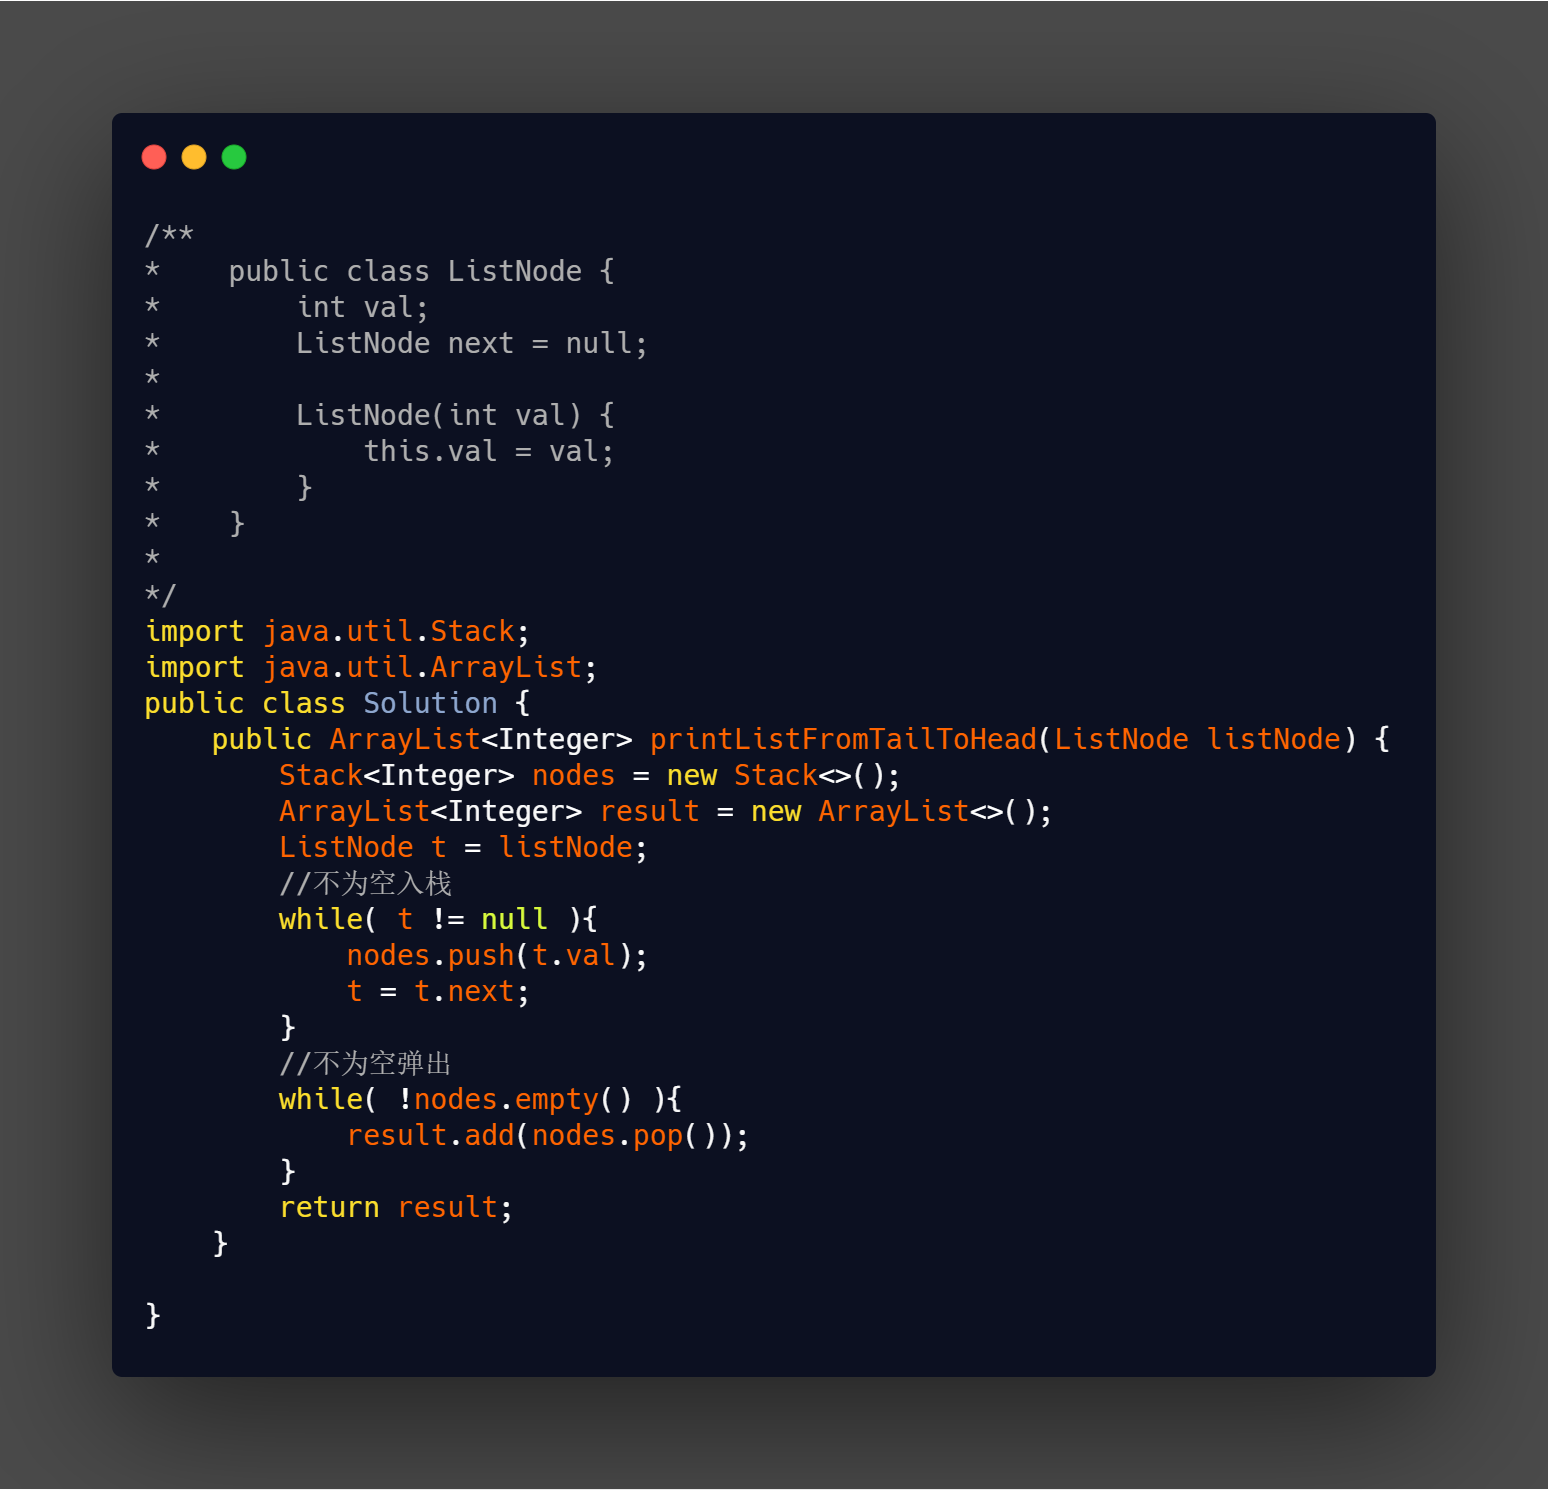 /**
*    public class ListNode {
*        int val;
*        ListNode next = null;
*
*        ListNode(int val) {
*            this.val = val;
*        }
*    }
*
*/
import java.util.Stack;
import java.util.ArrayList;
public class Solution {
    public ArrayList<Integer> printListFromTailToHead(ListNode listNode) {
        Stack<Integer> nodes = new Stack<>();
        ArrayList<Integer> result = new ArrayList<>();
        ListNode t = listNode;
        //不为空入栈
        while( t != null ){
            nodes.push(t.val);
            t = t.next;
        }
        //不为空弹出
        while( !nodes.empty() ){
            result.add(nodes.pop());
        }
        return result;
    }

}